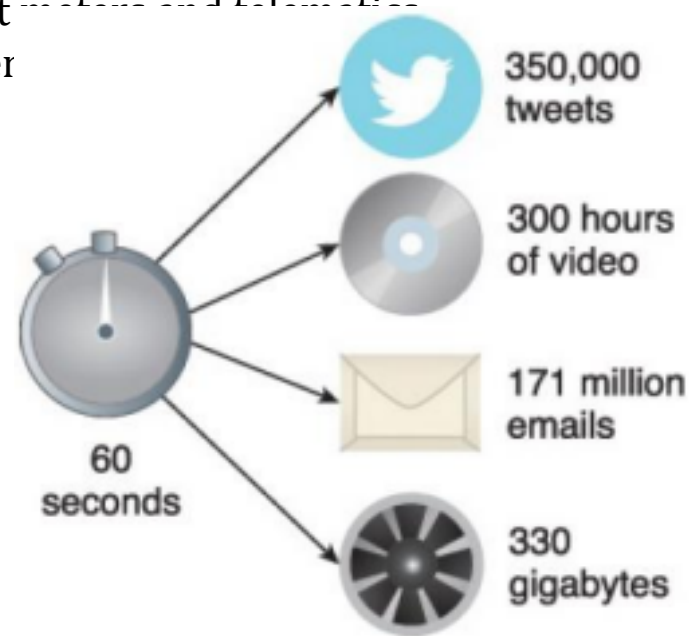 350,000
tweets
300 hours
of video
171 million
emails
60
seconds
330
gigabytes